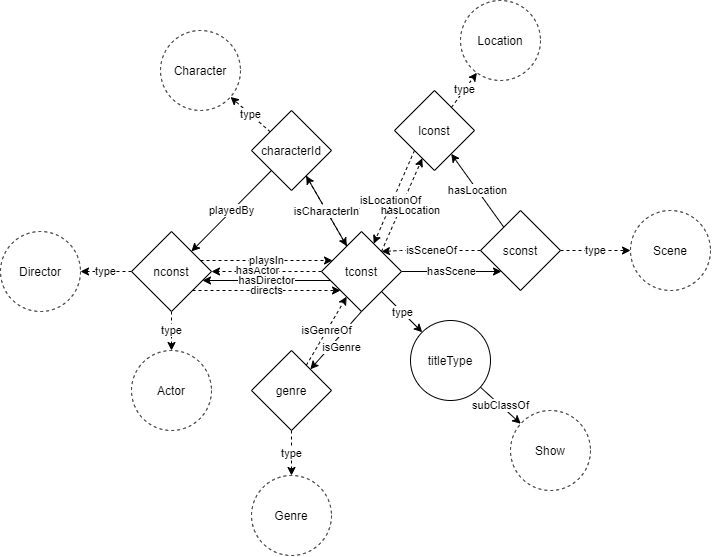 Location
Character
type
type
lconst
characterId
hasLocation
isLocationOf
playedBy
isCharacterIn
hasLocation
isSceneOf
sconst
type
Scene
Director
type
nconst
playsIn
hasActor
hasDirector
directs
tconst
hasScene
type
type
isGenreOf
isGenre
titleType
Actor
genre
subClassOf
type
Show
Genre